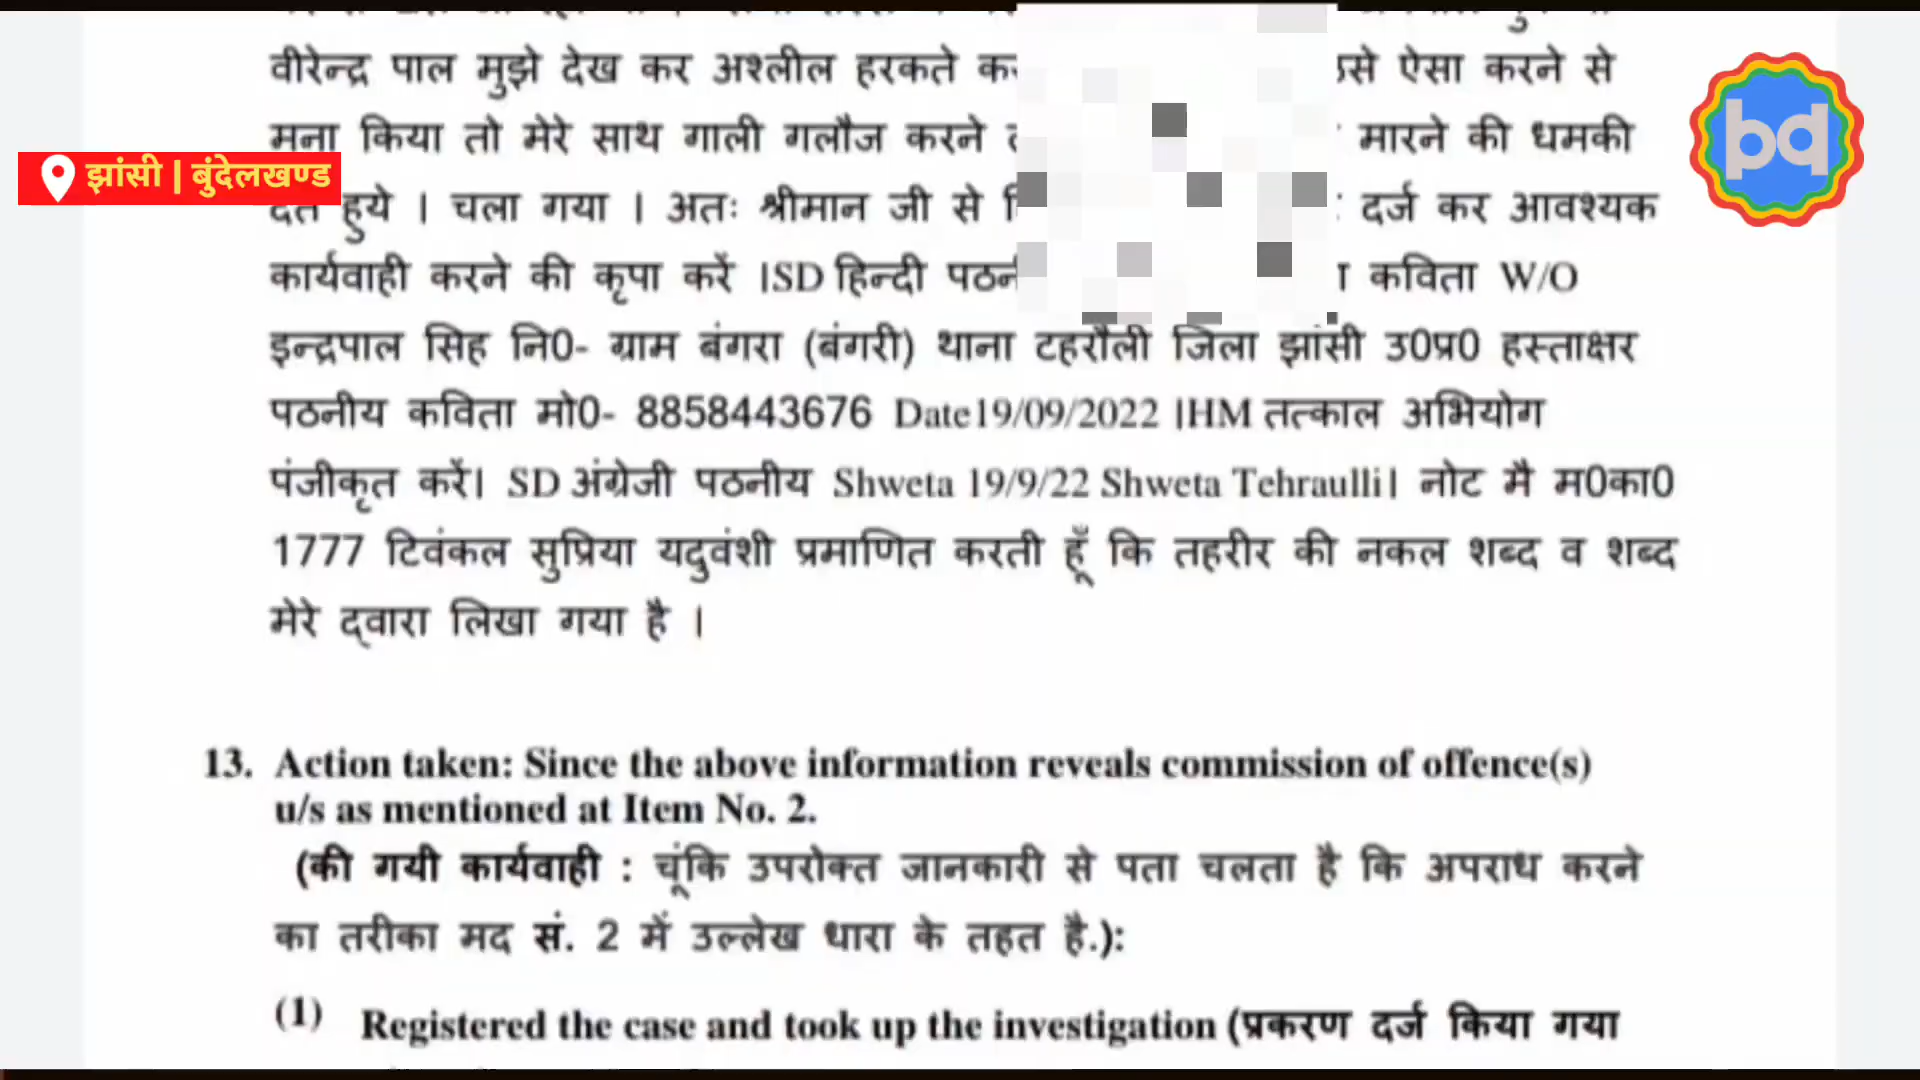 वीरेन्द्र पाल मुझे देख कर अश्लील हरकते ऐसा करने से
मना किया तो मेरे साथ गाली गलौज करने मारने की धमकी
झांसी | बुंदेलखण्ड
हुये । चला गया । अतः श्रीमान जी से दर्ज कर आवश्यक
कार्यवाही करने की कृपा करें ।SD हिन्दी कविता W/O
इन्द्रपाल सिह नि0- ग्राम बंगरा (बंगरी) थाना टहरौली जिला झांसी उ0प्र0 हस्ताक्षर
पठनीय कविता मो0- 8858443676 Date19/09/2022 ।HM तत्काल अभियोग
पंजीकृत करें। SD अंग्रेजी पठनीय Shweta 19/9/22 Shweta Tehraulli। नोट मै म0का0
1777 टिवंकल सुप्रिया यदुवंशी प्रमाणित करती हूँ कि तहरीर की नकल शब्द व शब्द
मेरे द्वारा लिखा गया है ।
13. Action taken: Since the above information reveals commission of offence(s)
u/s as mentioned at Item No. 2.
(की गयी कार्यवाही : चूंकि उपरोक्त जानकारी से पता चलता है कि अपराध करने
का तरीका मद सं. 2 में उल्लेख धारा के तहत है.):
(1) Registered the case and took up the investigation (प्रकरण दर्ज किया गया
bd